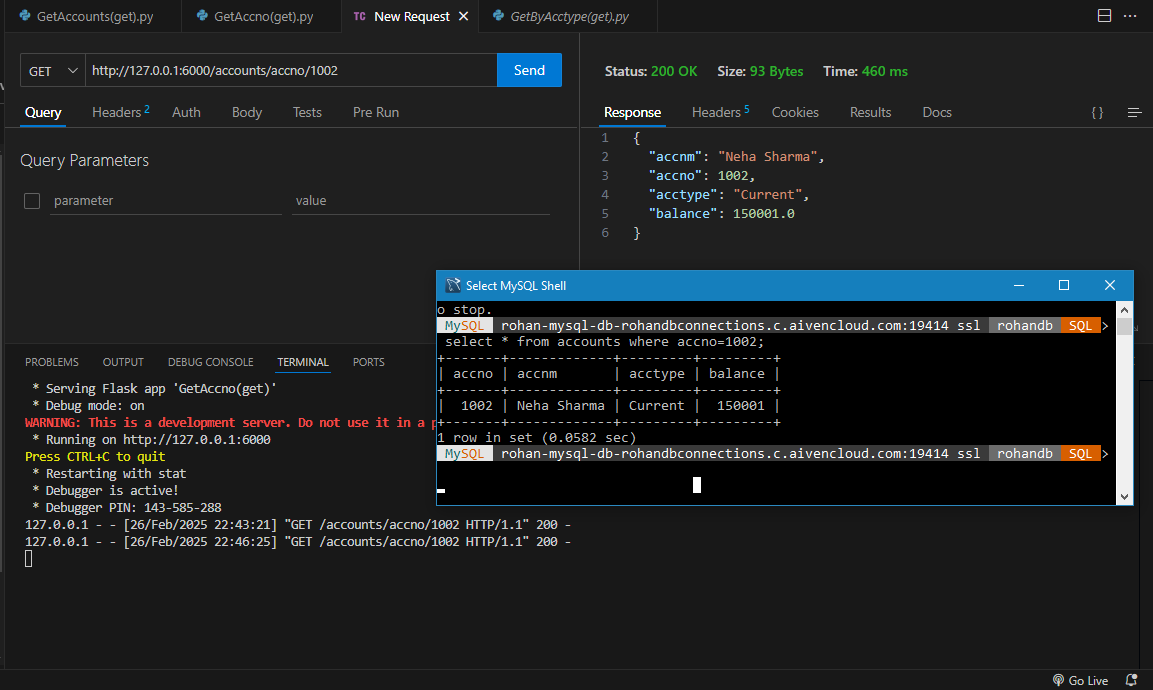 GetAccounts(get).py
GetAccno(get).py
TC New Request
GetByAcctype(get).py
GET
http://127.0.0.1:6000/accounts/accno/1002
Send
Query
Headers 2
Auth
Body
Tests
Pre Run
Query Parameters
parameter
value
Status: 200 OK Size: 93 Bytes Time: 460 ms
Response
Headers 5
Cookies
Results
Docs
{ }
1 {
2 "accnm": "Neha Sharma",
3 "accno": 1002,
4 "acctype": "Current",
5 "balance": 150001.0
6 }
Select MySQL Shell
o stop.
MySQL rohan-mysql-db-rohandbconnections.c.aivencloud.com:19414 ssl rohandb SQL >
select * from accounts where accno=1002;
+-------+-------------+---------+---------+
| accno | accnm | acctype | balance |
+-------+-------------+---------+---------+
| 1002 | Neha Sharma | Current | 150001 |
+-------+-------------+---------+---------+
1 row in set (0.0582 sec)
MySQL rohan-mysql-db-rohandbconnections.c.aivencloud.com:19414 ssl rohandb SQL >
PROBLEMS
OUTPUT
DEBUG CONSOLE
TERMINAL
PORTS
* Serving Flask app 'GetAccno(get)'
* Debug mode: on
WARNING: This is a development server. Do not use it in a p
* Running on http://127.0.0.1:6000
Press CTRL+C to quit
* Restarting with stat
* Debugger is active!
* Debugger PIN: 143-585-288
127.0.0.1 - - [26/Feb/2025 22:43:21] "GET /accounts/accno/1002 HTTP/1.1" 200 -
127.0.0.1 - - [26/Feb/2025 22:46:25] "GET /accounts/accno/1002 HTTP/1.1" 200 -
Go Live